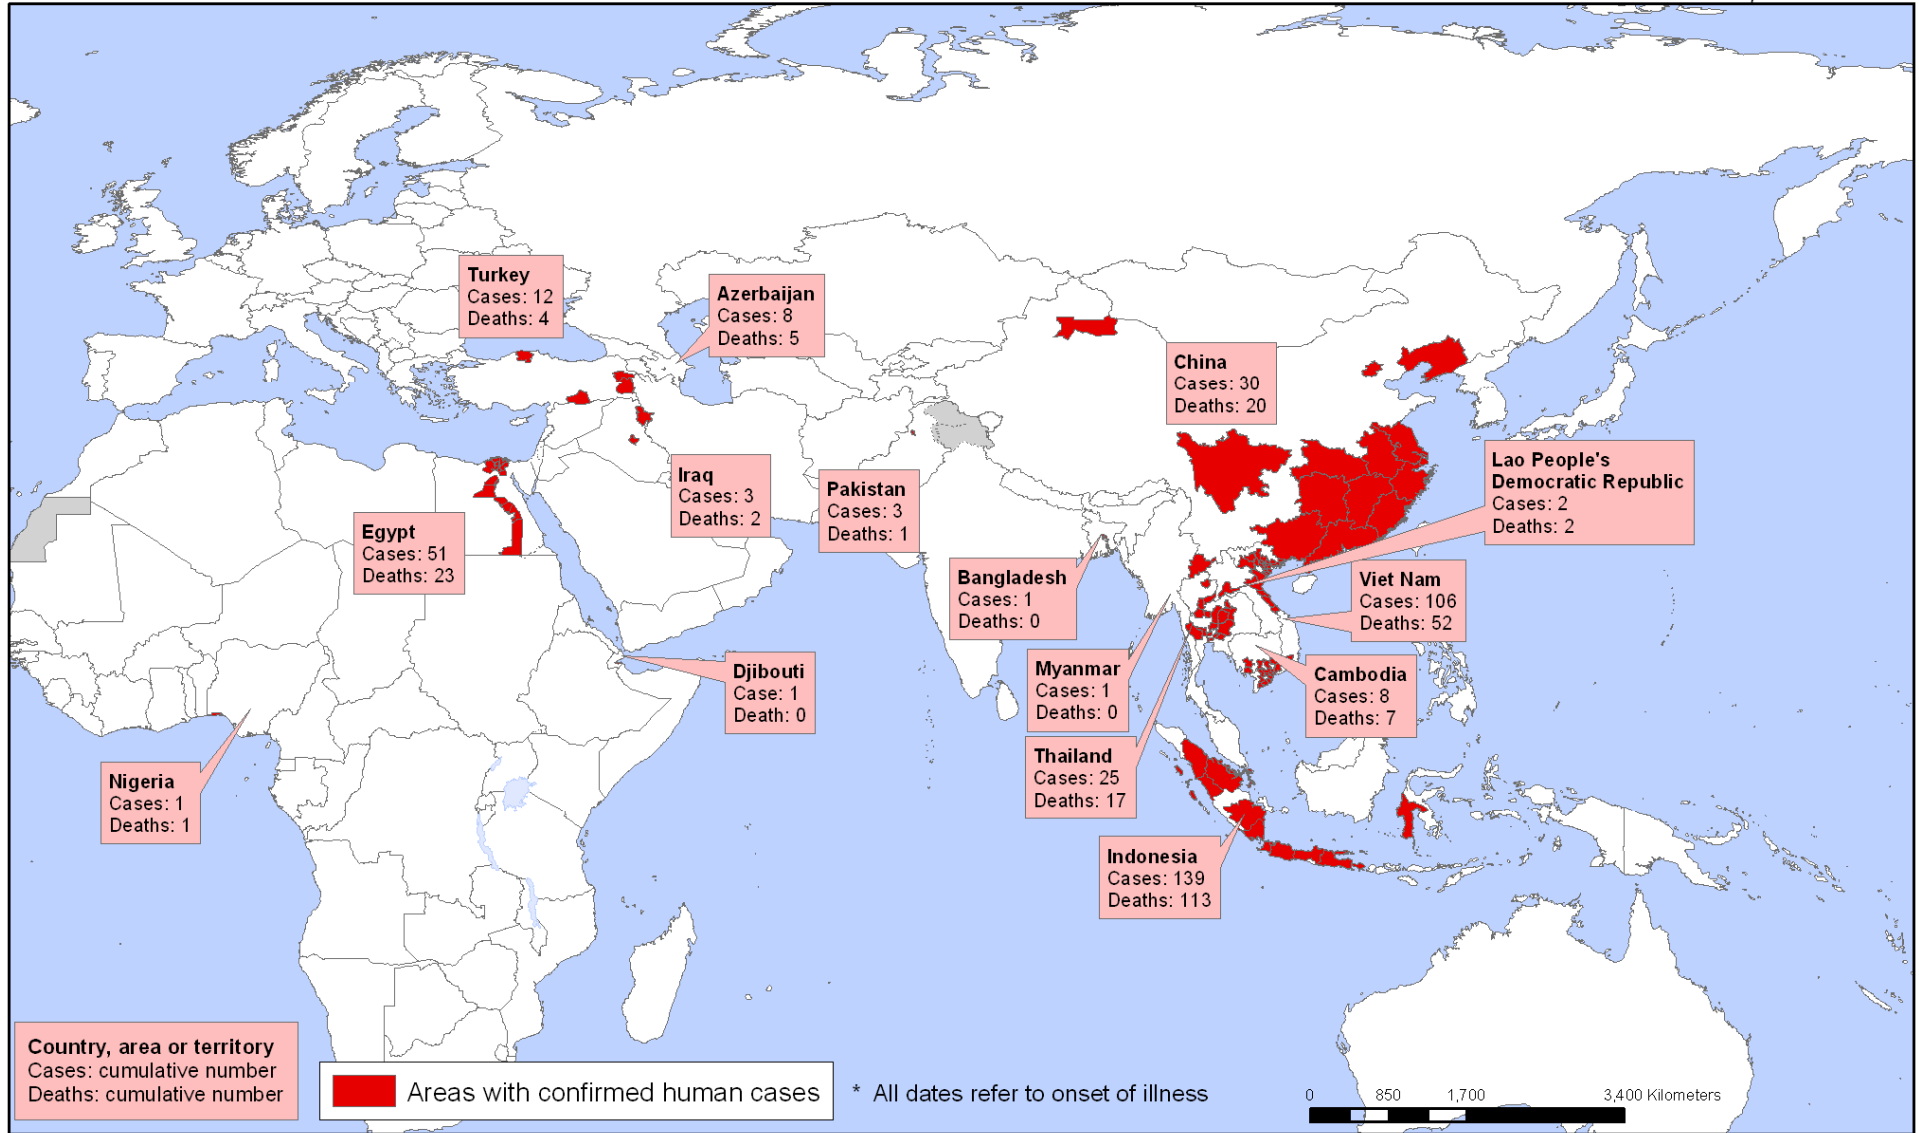 Turkey
Cases: 12
Deaths: 4
Azerbaijan
Cases: 8
Deaths: 5
China
Cases: 30
Deaths: 20
Lao People's
Democratic Republic
Cases: 2
Deaths: 2
Iraq
Cases: 3
Deaths: 2
Pakistan
Cases: 3
Deaths: 1
Egypt
Cases: 51
Deaths: 23
Bangladesh
Cases: 1
Deaths: 0
Viet Nam
Cases: 106
Deaths: 52
Djibouti
Case: 1
Death: 0
Myanmar
Cases: 1
Deaths: 0
Cambodia
Cases: 8
Deaths: 7
Thailand
Cases: 25
Deaths: 17
Nigeria
Cases: 1
Deaths: 1
Indonesia
Cases: 139
Deaths: 113
Country, area or territory
Cases: cumulative number
Deaths: cumulative number
Areas with confirmed human cases
* All dates refer to onset of illness
0 850 1,700 3,400 Kilometers